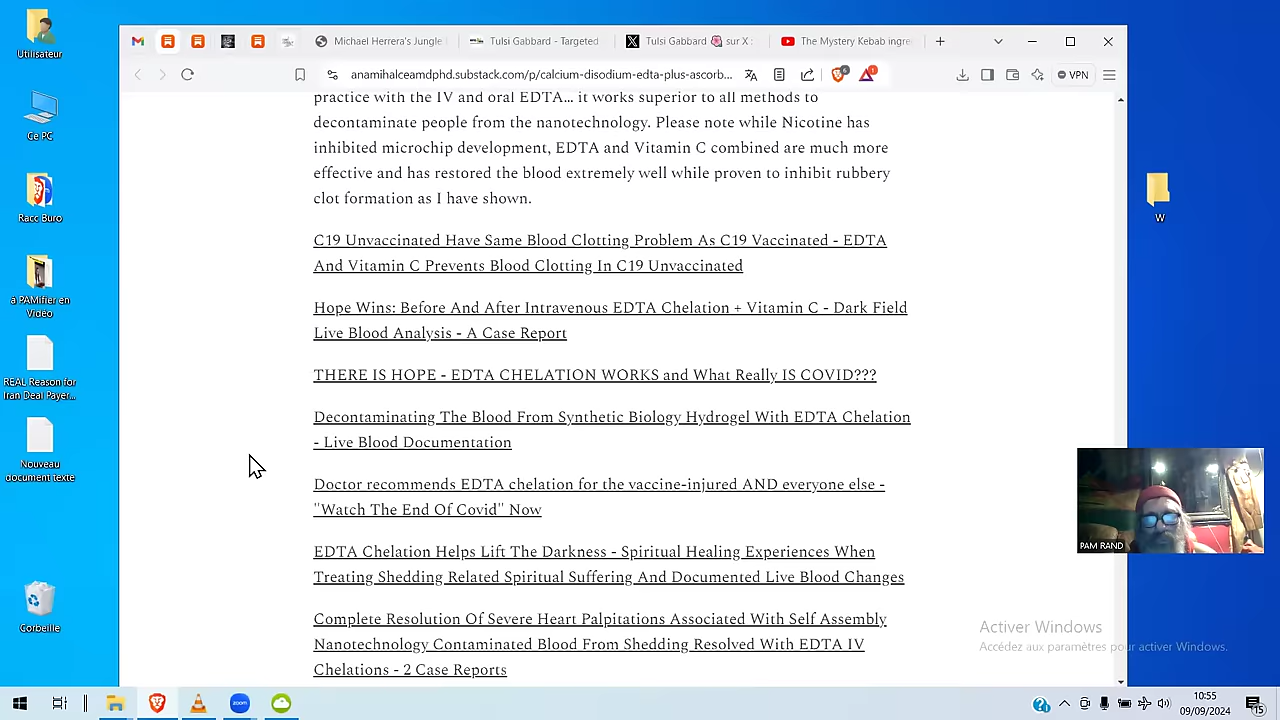 Michael Herrera's Jungle
Tulsi Gabbard - Targeted
Tulsi Gabbard
The Mystery Kebab ingre
anamihalceamdphd.substack.com/p/calcium-disodium-edta-plus-ascorb...
VPN
practice with the IV and oral EDTA... it works superior to all methods to
decontaminate people from the nanotechnology. Please note while Nicotine has
inhibited microchip development, EDTA and Vitamin C combined are much more
effective and has restored the blood extremely well while proven to inhibit rubbery
clot formation as I have shown.
C19 Unvaccinated Have Same Blood Clotting Problem As C19 Vaccinated - EDTA
And Vitamin C Prevents Blood Clotting In C19 Unvaccinated
Hope Wins: Before And After Intravenous EDTA Chelation + Vitamin C - Dark Field
Live Blood Analysis - A Case Report
THERE IS HOPE - EDTA CHELATION WORKS and What Really IS COVID???
Decontaminating The Blood From Synthetic Biology Hydrogel With EDTA Chelation
- Live Blood Documentation
Doctor recommends EDTA chelation for the vaccine-injured AND everyone else -
"Watch The End Of Covid" Now
EDTA Chelation Helps Lift The Darkness - Spiritual Healing Experiences When
Treating Shedding Related Spiritual Suffering And Documented Live Blood Changes
Complete Resolution Of Severe Heart Palpitations Associated With Self Assembly
Nanotechnology Contaminated Blood From Shedding Resolved With EDTA IV
Chelations - 2 Case Reports
Utilisateur
Ce PC
Racc Buro
à PAMifier en
Vidéo
REAL Reason for
Iran Deal Payer...
Nouveau
document texte
Corbeille
W
PAM RAND
Activer Windows
Accédez aux paramètres pour activer Windows.
zoom
10:55
09/09/2024
15